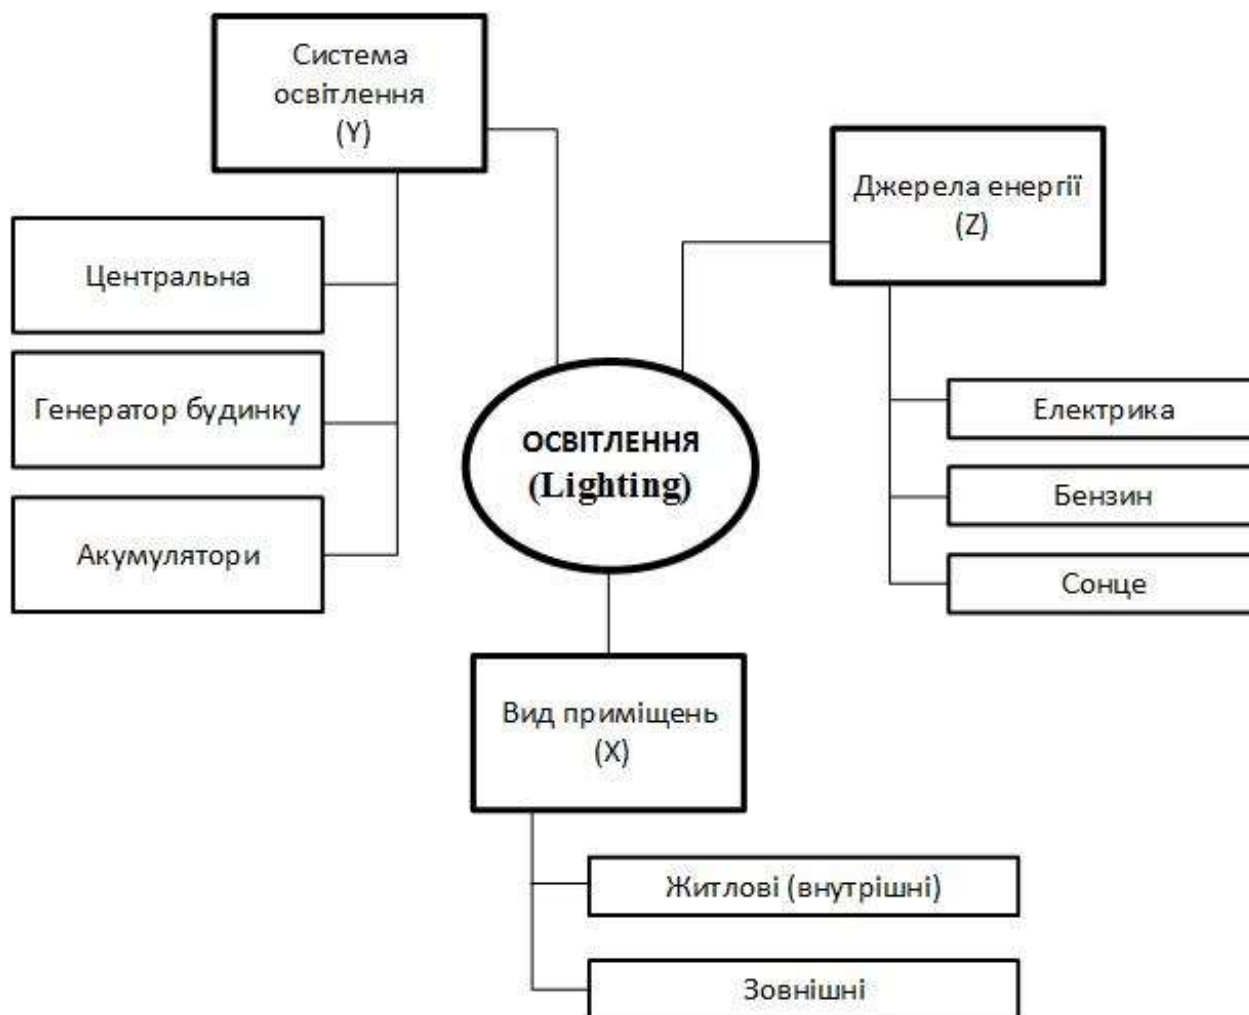 Система
освітлення
(Y)
Джерела енергії
(Z)
Центральна
Генератор будинку
Акумулятори
ОСВІТЛЕННЯ
(Lighting)
Електрика
Бензин
Сонце
Вид приміщень
(X)
Житлові (внутрішні)
Зовнішні